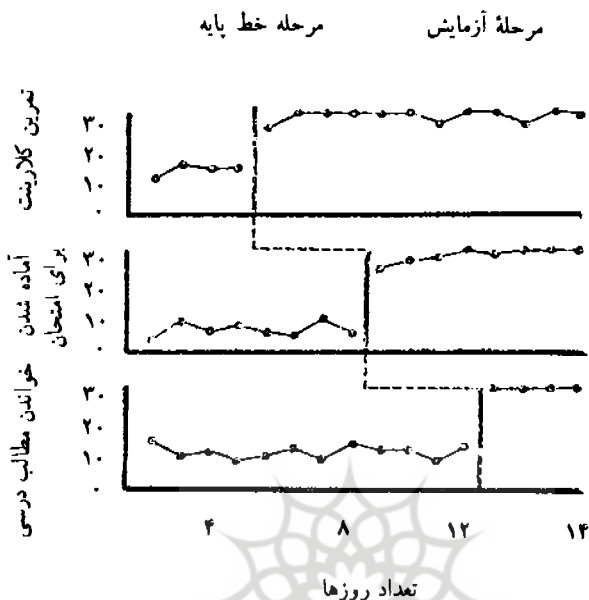 مرحلهٔ آزمایش
مرحله خط پایه
تمرین کلارینت
۳۰
۲۰
۱۰
۰
آماده شدن
برای امتحان
۳۰
۲۰
۱۰
۰
خواندن مطالب درسی
۳۰
۲۰
۱۰
۰
۴ ۸ ۱۲ ۱۴
تعداد روزها